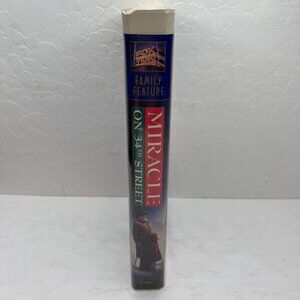 FOX
VIDEO
FAMILY
FEATURE
MIRACLE
ON 34TH STREET